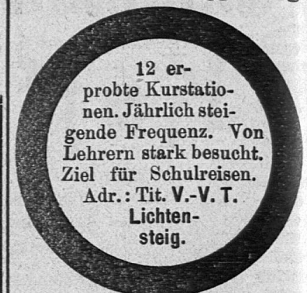 12 er-
probte Kurstatio-
nen. Jährlich stei-
gende Frequenz. Von
Lehrern stark besucht.
Ziel für Schulreisen.
Adr.: Tit. V.-V. T.
Lichten-
steig.